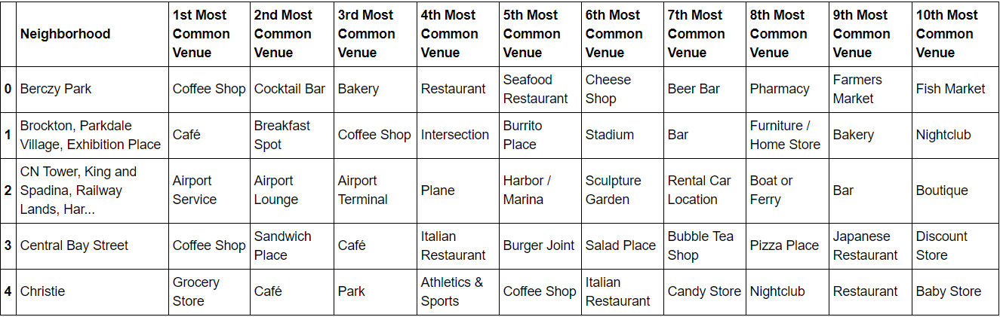 Neighborhood 1st Most Common Venue 2nd Most Common Venue 3rd Most Common Venue 4th Most Common Venue 5th Most Common Venue 6th Most Common Venue 7th Most Common Venue 8th Most Common Venue 9th Most Common Venue 10th Most Common Venue
0 Berczy Park Coffee Shop Cocktail Bar Bakery Restaurant Seafood Restaurant Cheese Shop Beer Bar Pharmacy Farmers Market Fish Market
1 Brockton, Parkdale Village, Exhibition Place Café Breakfast Spot Coffee Shop Intersection Burrito Place Stadium Bar Furniture / Home Store Bakery Nightclub
2 CN Tower, King and Spadina, Railway Lands, Har... Airport Service Airport Lounge Airport Terminal Plane Harbor / Marina Sculpture Garden Rental Car Location Boat or Ferry Bar Boutique
3 Central Bay Street Coffee Shop Sandwich Place Café Italian Restaurant Burger Joint Salad Place Bubble Tea Shop Pizza Place Japanese Restaurant Discount Store
4 Christie Grocery Store Café Park Athletics & Sports Coffee Shop Italian Restaurant Candy Store Nightclub Restaurant Baby Store